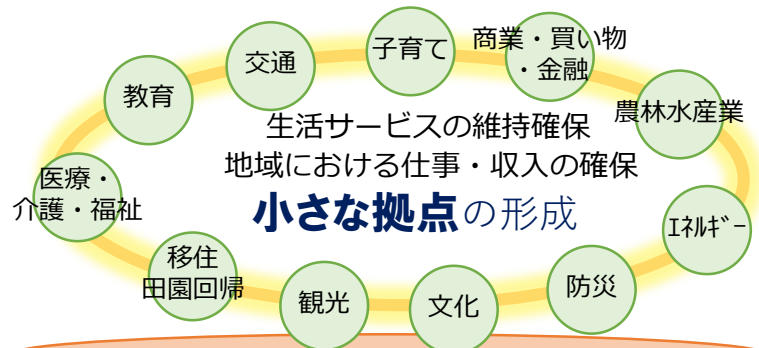 子育て
商業・買い物
・金融
交通
教育
農林水産業
生活サービスの維持確保
地域における仕事・収入の確保
小さな拠点の形成
医療・
介護・福祉
ｴﾈﾙｷﾞｰ
移住
田園回帰
観光
文化
防災